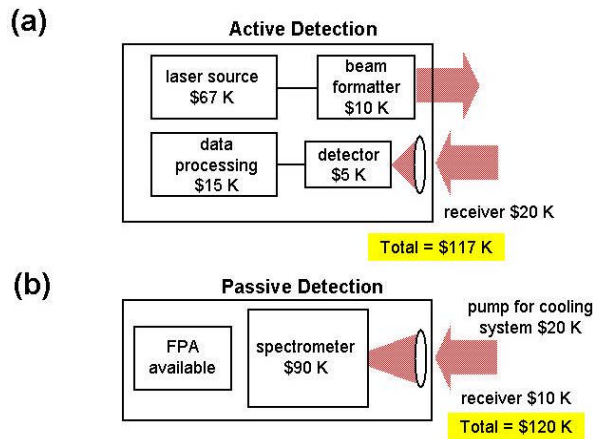 (a)
Active Detection
laser source
$67 K
beam
formatter
$10 K
data
processing
$15 K
detector
$5 K
receiver $20 K
Total = $117 K
(b)
Passive Detection
FPA
available
spectrometer
$90 K
pump for cooling
system $20 K
receiver $10 K
Total = $120 K